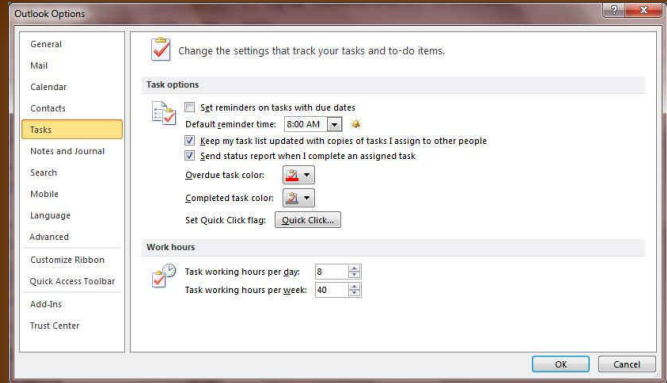 Outlook Options
General
Mail
Calendar
Contacts
Tasks
Notes and Journal
Search
Mobile
Language
Advanced
Customize Ribbon
Quick Access Toolbar
Add-Ins
Trust Center
Change the settings that track your tasks and to-do items.
Task options
Set reminders on tasks with due dates
Default reminder time: 8:00 AM
Keep my task list updated with copies of tasks I assign to other people
Send status report when I complete an assigned task
Overdue task color:
Completed task color:
Set Quick Click flag: Quick Click...
Work hours
Task working hours per day: 8
Task working hours per week: 40
OK Cancel